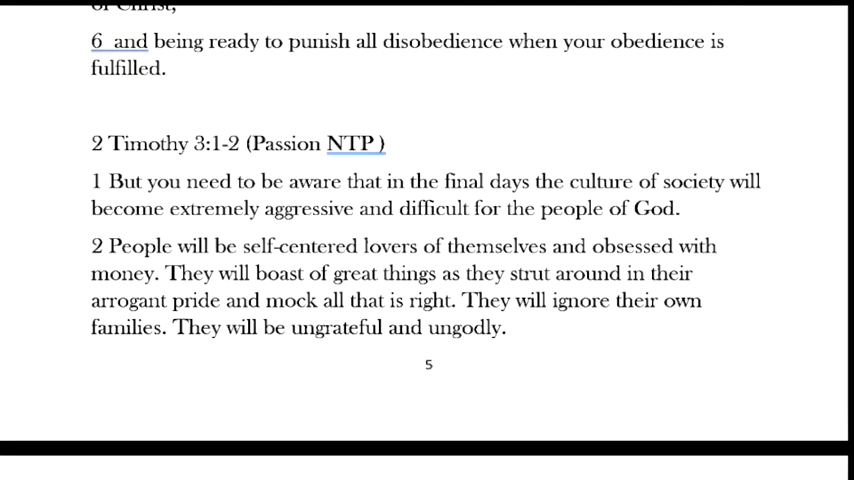 of Christ,
6  and being ready to punish all disobedience when your obedience is
fulfilled.
2 Timothy 3:1-2 (Passion NTP )
1 But you need to be aware that in the final days the culture of society will
become extremely aggressive and difficult for the people of God.
2 People will be self-centered lovers of themselves and obsessed with
money. They will boast of great things as they strut around in their
arrogant pride and mock all that is right. They will ignore their own
families. They will be ungrateful and ungodly.
5